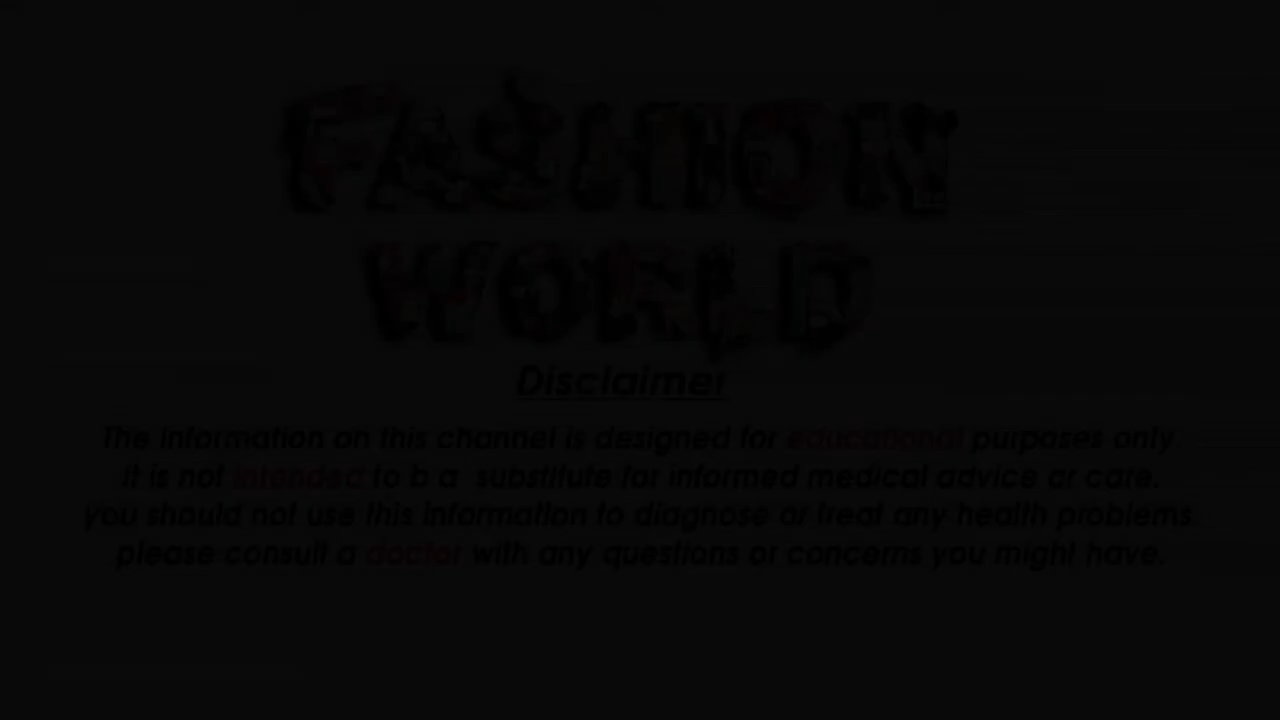 FASHION
WORLD
Disclaimer
The information on this channel is designed for educational purposes only.
it is not intended to b a substitute for informed medical advice or care.
you should not use this information to diagnose or treat any health problems.
please consult a doctor with any questions or concerns you might have.